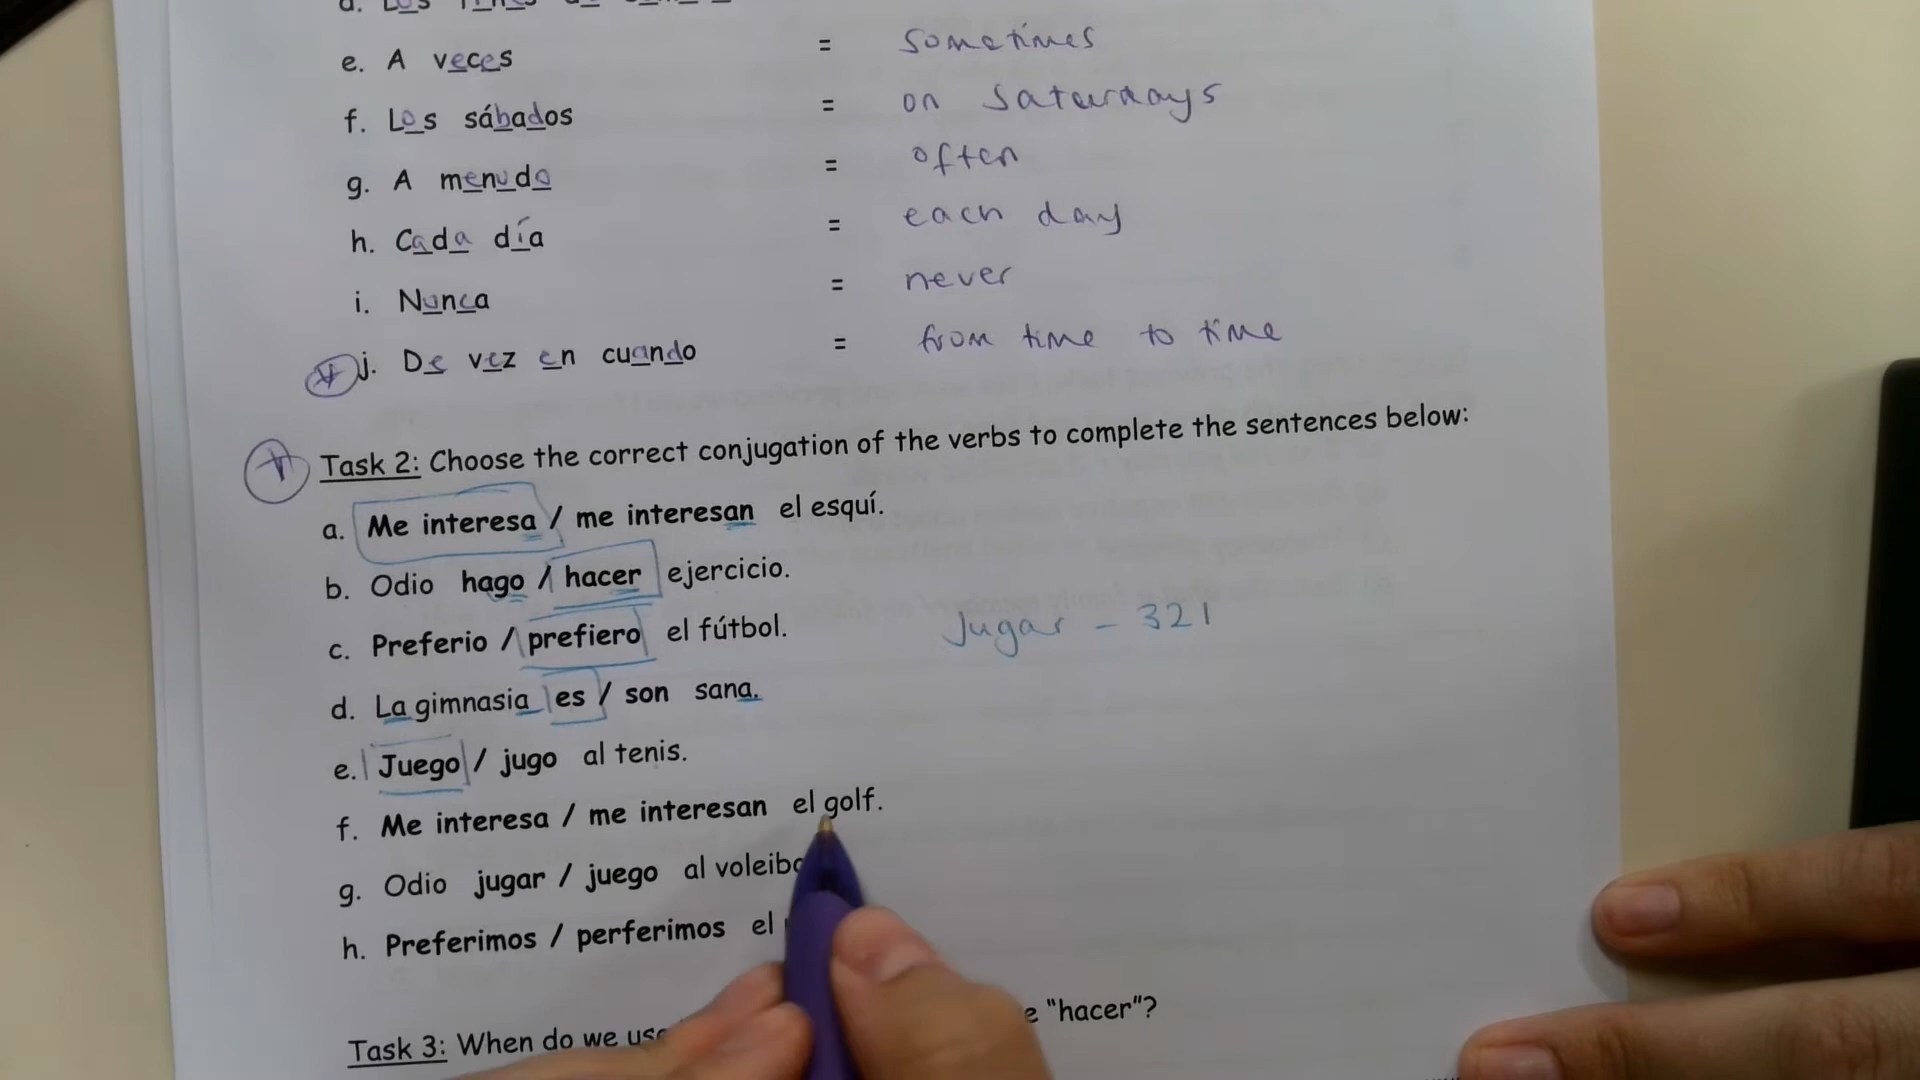 e. A veces = sometimes
f. Los sábados = on Saturdays
g. A menudo = often
h. Cada día = each day
i. Nunca = never
j. De vez en cuando = from time to time
Task 2: Choose the correct conjugation of the verbs to complete the sentences below:
a. Me interesa / me interesan el esquí.
b. Odio hago / hacer ejercicio.
c. Preferio / prefiero el fútbol.
Jugar - 321
d. La gimnasia es / son sana.
e. Juego / jugo al tenis.
f. Me interesa / me interesan el golf.
g. Odio jugar / juego al
h. Preferimos / perferimos el
Task 3: When do we use "hacer"?